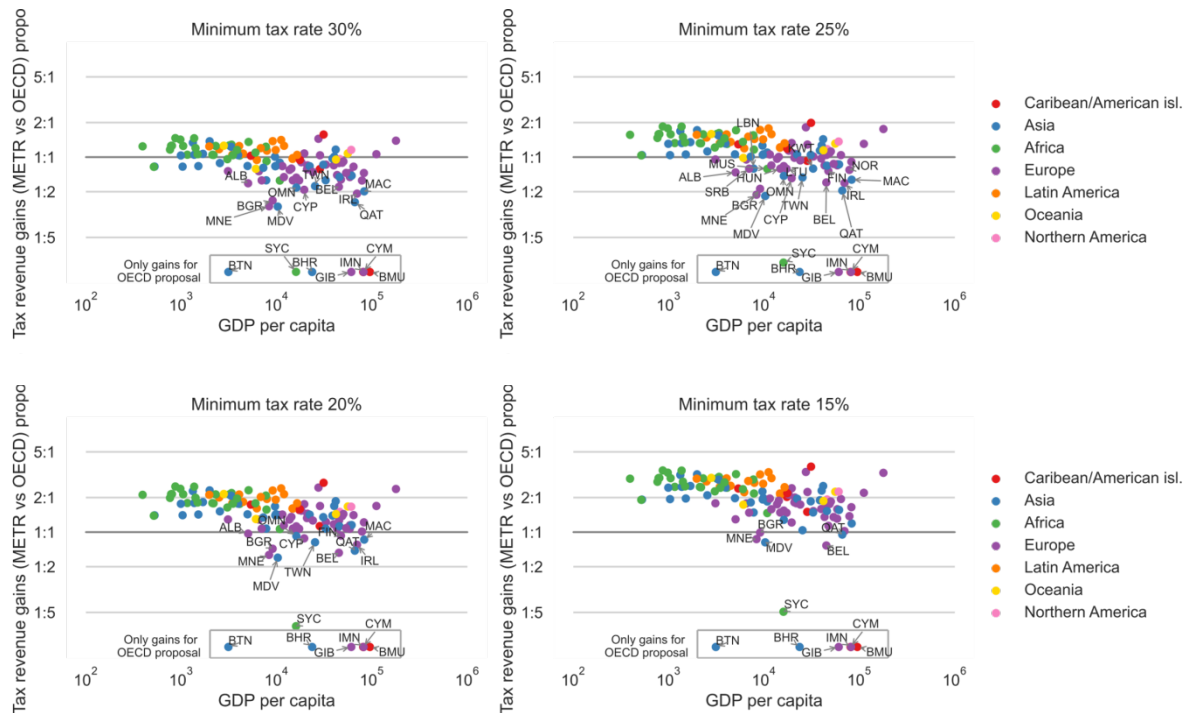 Minimum tax rate 30%
Tax revenue gains (METR vs OECD) propo
5:1
2:1
1:1
1:2
1:5
ALB
TWN
OMN
BEL
MAC
BGR
CYP
IRL
MNE
MDV
QAT
SYC
CYM
Only gains for
OECD proposal
BTN
BHR
IMN
GIB
BMU
10² 10³ 10⁴ 10⁵ 10⁶
GDP per capita
Minimum tax rate 25%
Tax revenue gains (METR vs OECD) propo
5:1
2:1
1:1
1:2
1:5
LBN
KWT
MUS
NOR
ALB
HUN
LTU
FIN
SRB
OMN
MAC
IRL
BGR
TWN
MNE
CYP
BEL
MDV
QAT
SYC
CYM
Only gains for
OECD proposal
BTN
BHR
IMN
GIB
BMU
10² 10³ 10⁴ 10⁵ 10⁶
GDP per capita
Caribean/American isl.
Asia
Africa
Europe
Latin America
Oceania
Northern America
Minimum tax rate 20%
Tax revenue gains (METR vs OECD) propo
5:1
2:1
1:1
1:2
1:5
OMN
ALB
FIN
MAC
BGR
CYP
QAT
MNE
BEL
IRL
MDV
TWN
SYC
CYM
Only gains for
OECD proposal
BTN
BHR
IMN
GIB
BMU
10² 10³ 10⁴ 10⁵ 10⁶
GDP per capita
Minimum tax rate 15%
Tax revenue gains (METR vs OECD) propo
5:1
2:1
1:1
1:2
1:5
BGR
QAT
MNE
MDV
BEL
SYC
CYM
Only gains for
OECD proposal
BTN
BHR
IMN
GIB
BMU
10² 10³ 10⁴ 10⁵ 10⁶
GDP per capita
Caribean/American isl.
Asia
Africa
Europe
Latin America
Oceania
Northern America